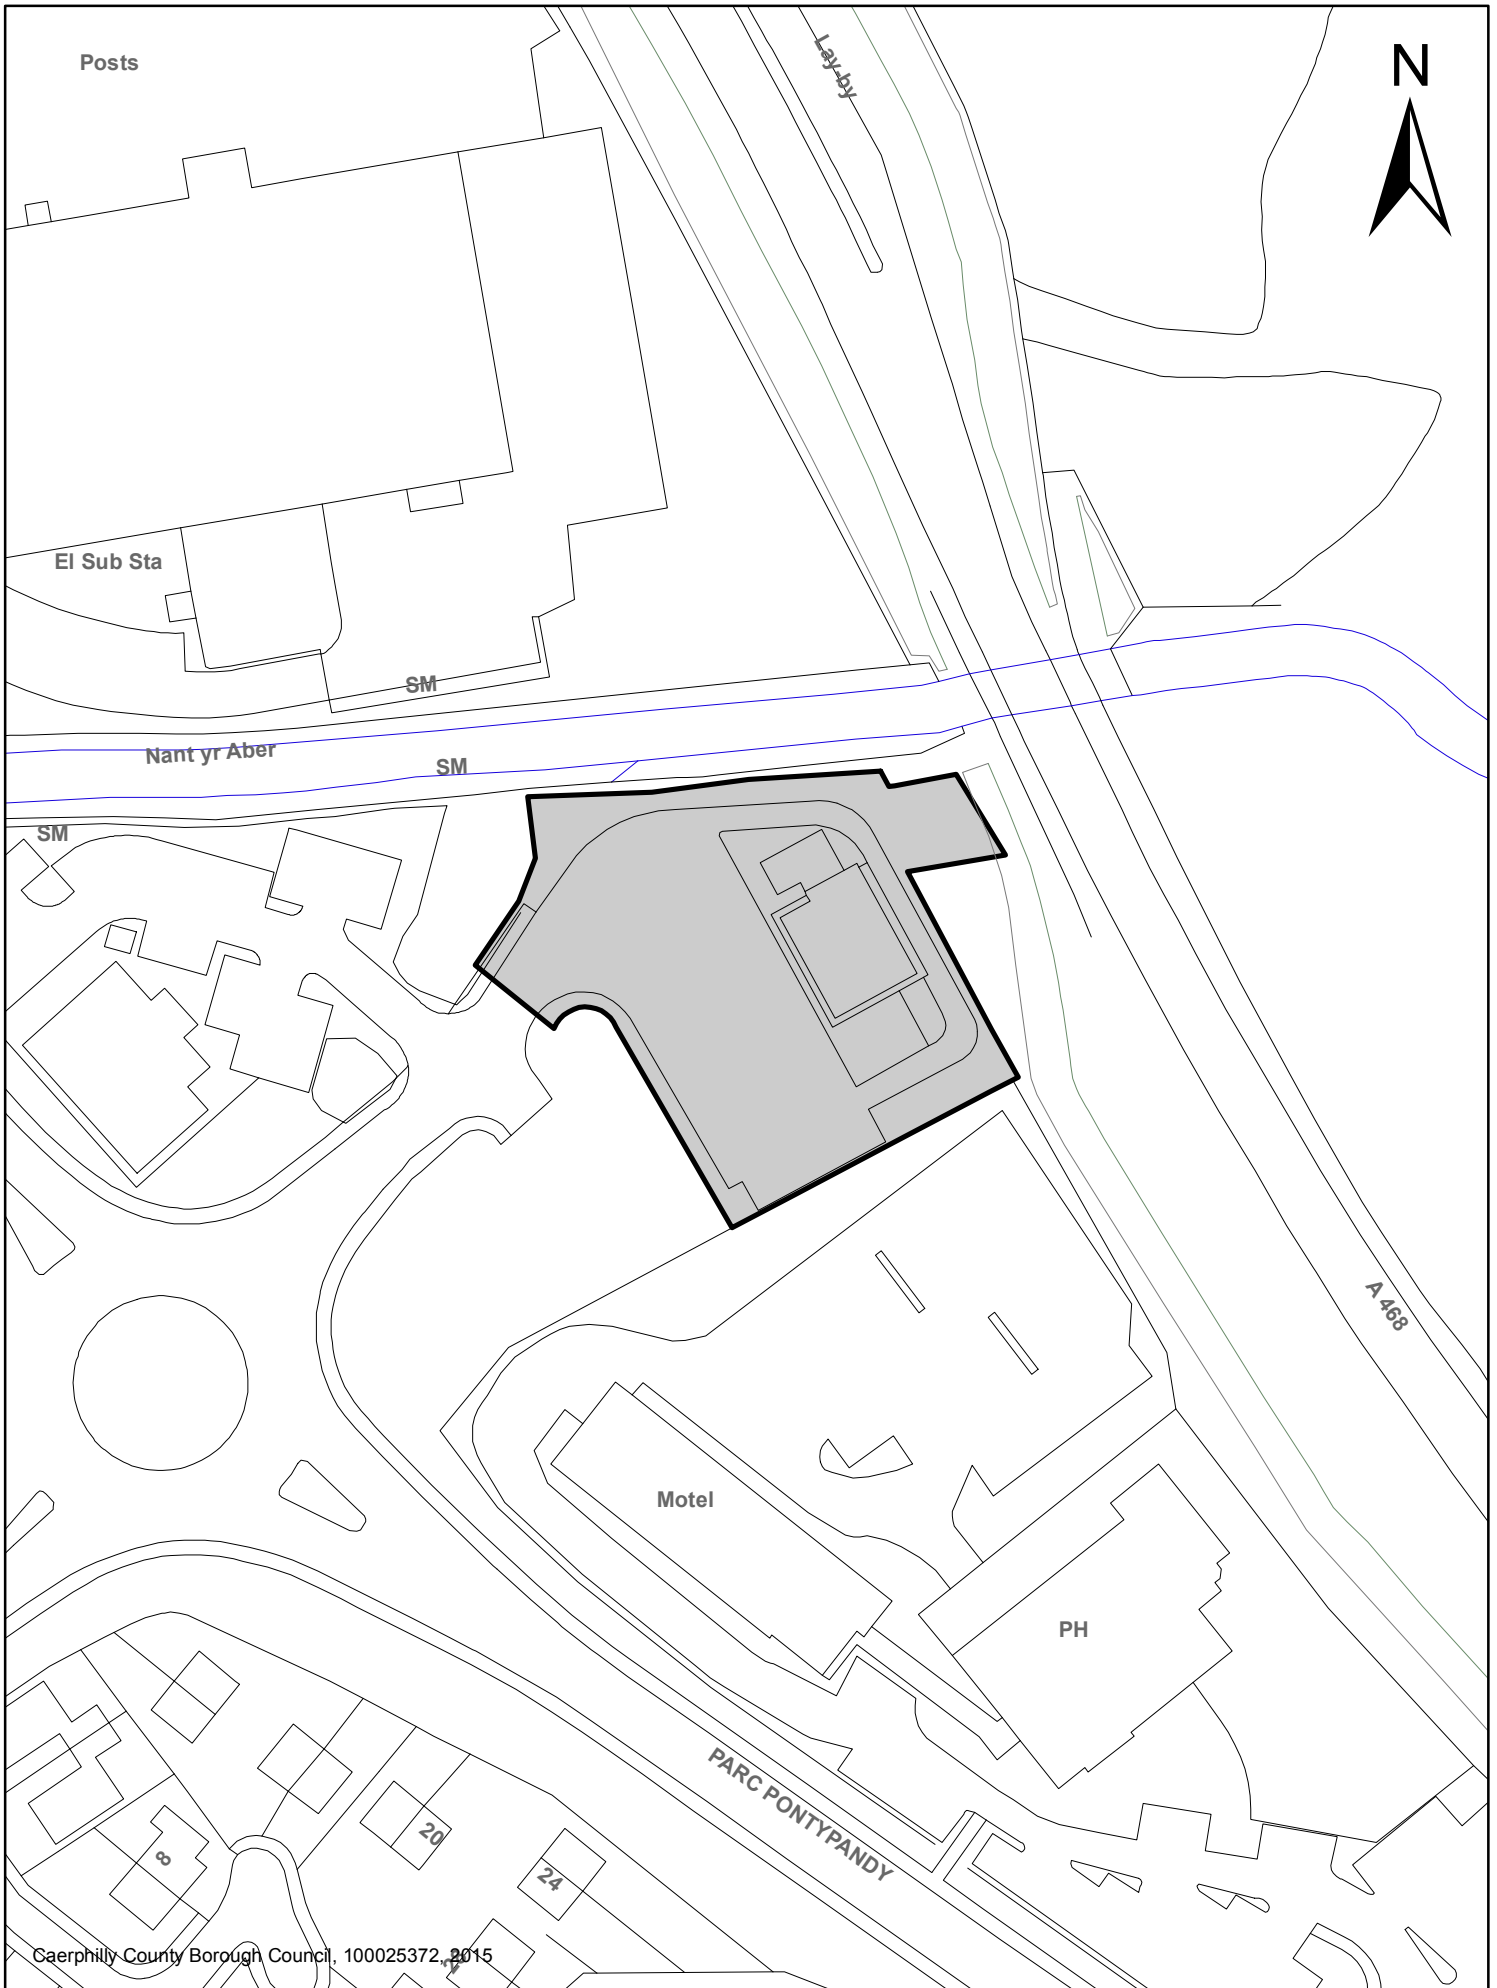 Posts
Lay-by
N
El Sub Sta
SM
Nant yr Aber
SM
SM
A 468
Motel
PH
PARC PONTYPANDY
20
8
24
Caerphilly County Borough Council, 100025372, 2015